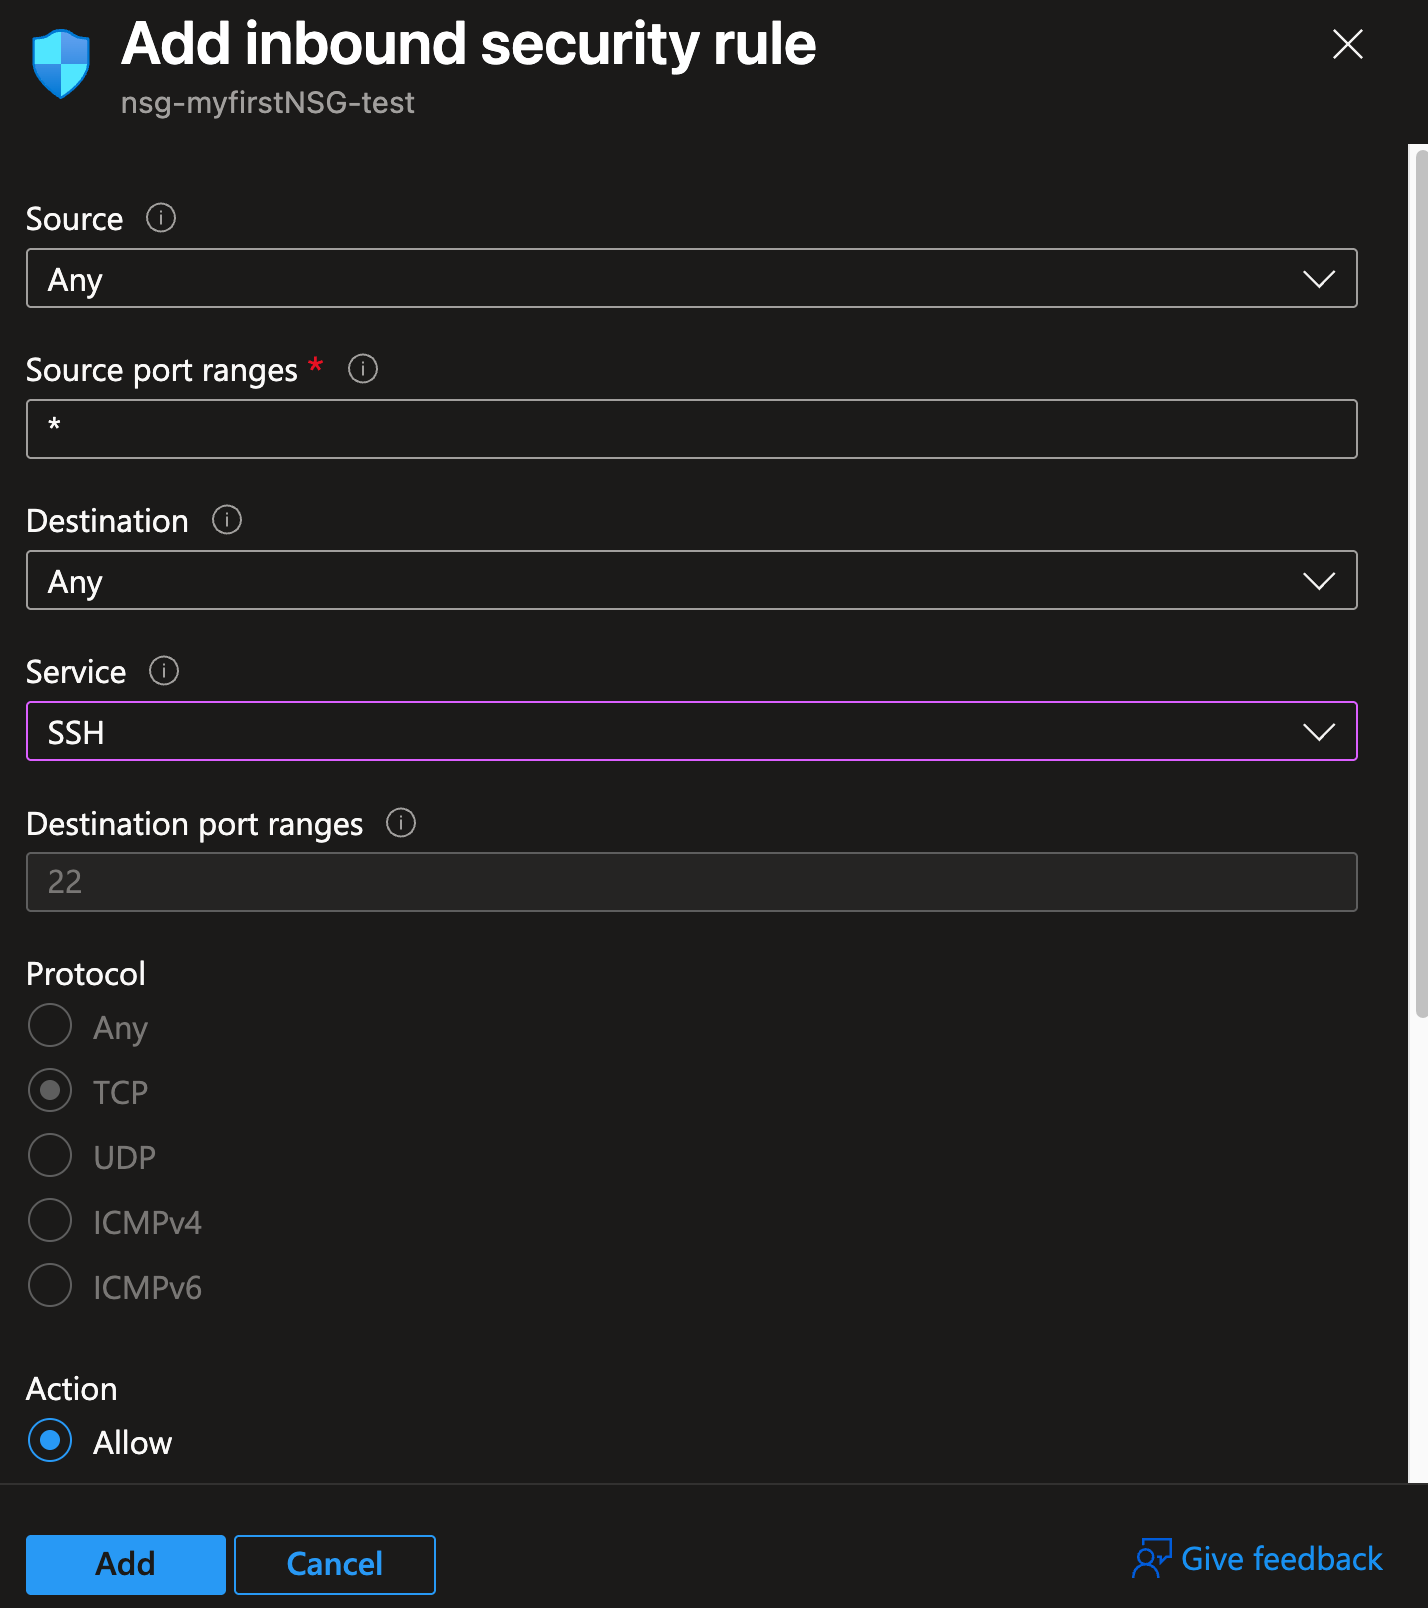 Add inbound security rule
nsg-myfirstNSG-test
Source
Any
Source port ranges *
*
Destination
Any
Service
SSH
Destination port ranges
22
Protocol
Any
TCP
UDP
ICMPv4
ICMPv6
Action
Allow
Add Cancel Give feedback